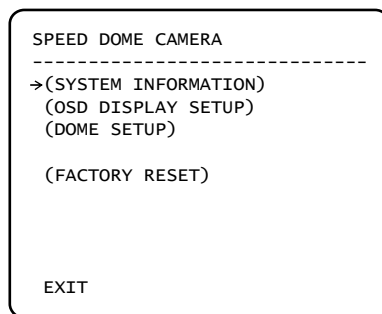 SPEED DOME CAMERA
------------------------------
→(SYSTEM INFORMATION)
(OSD DISPLAY SETUP)
(DOME SETUP)
(FACTORY RESET)
EXIT